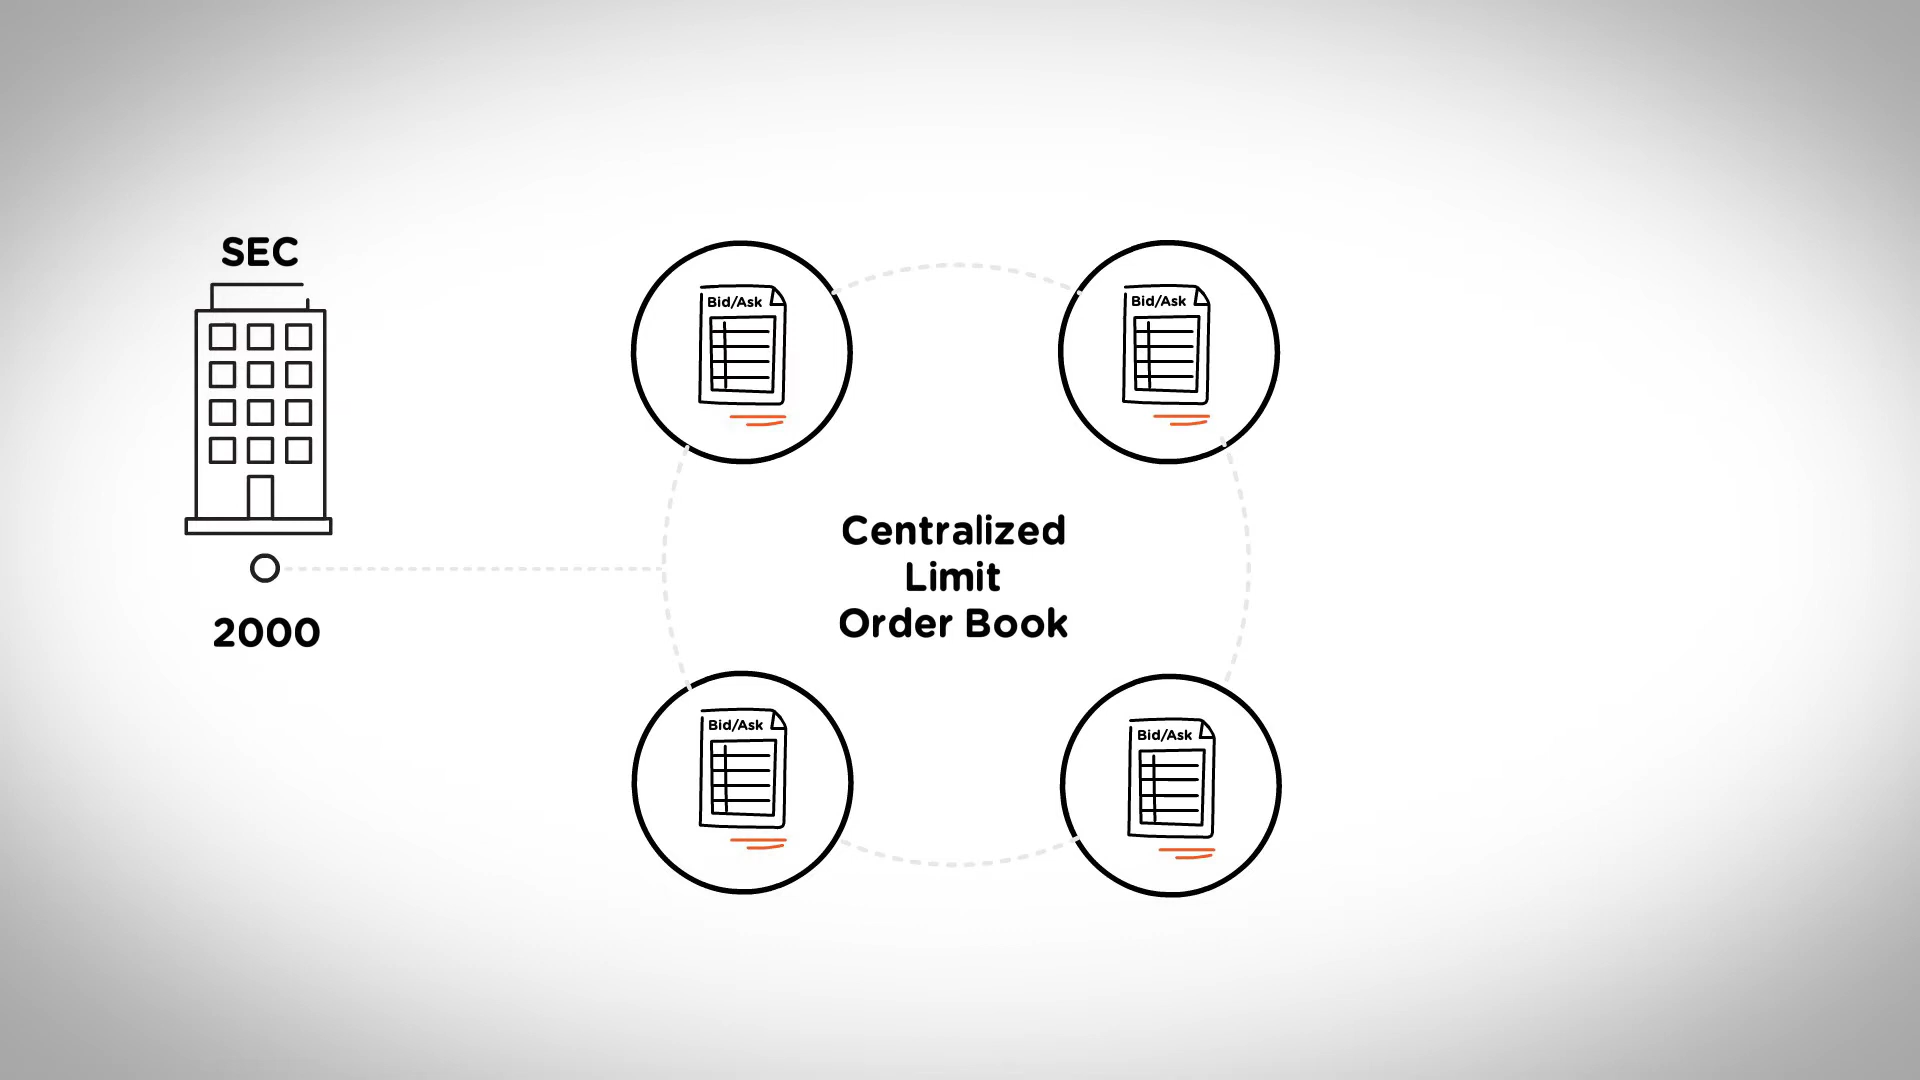 SEC
2000
Bid/Ask
Bid/Ask
Centralized
Limit
Order Book
Bid/Ask
Bid/Ask